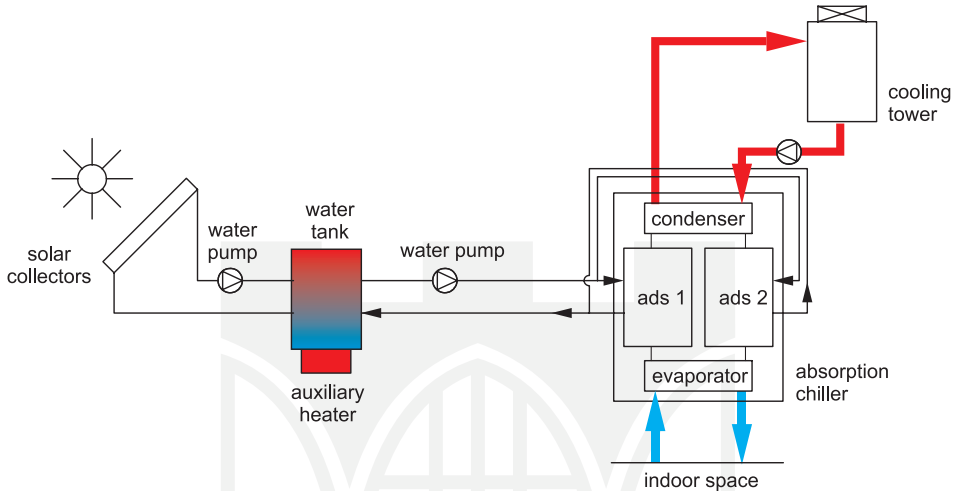 cooling
tower
water
tank
condenser
water
pump
water pump
solar
collectors
ads 1
ads 2
evaporator
absorption
chiller
auxiliary
heater
indoor space